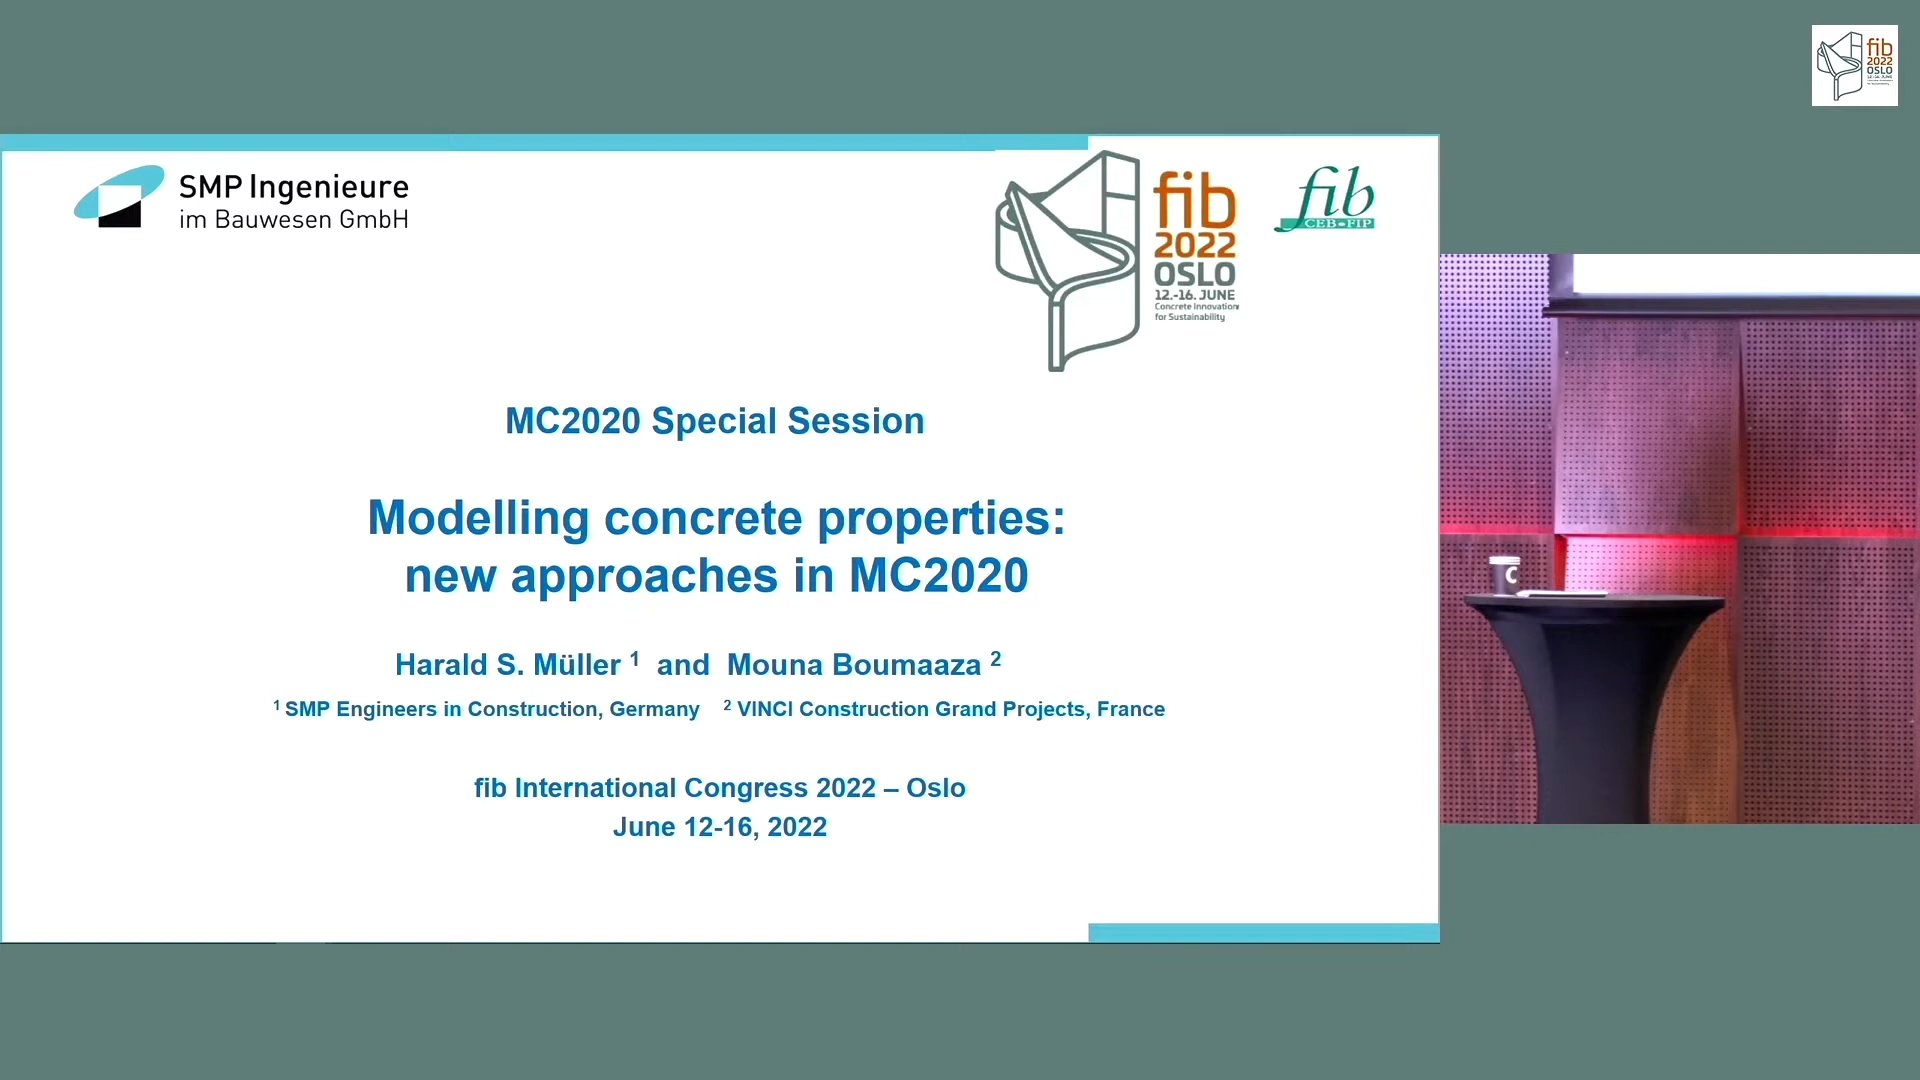 fib
2022
OSLO
SMP Ingenieure
im Bauwesen GmbH
fib
2022
OSLO
12.-16. JUNE
Concrete Innovation
for Sustainability
fib
CEB-FIP
MC2020 Special Session
Modelling concrete properties:
new approaches in MC2020
Harald S. Müller ¹ and Mouna Boumaaza ²
¹ SMP Engineers in Construction, Germany ² VINCI Construction Grand Projects, France
fib International Congress 2022 – Oslo
June 12-16, 2022